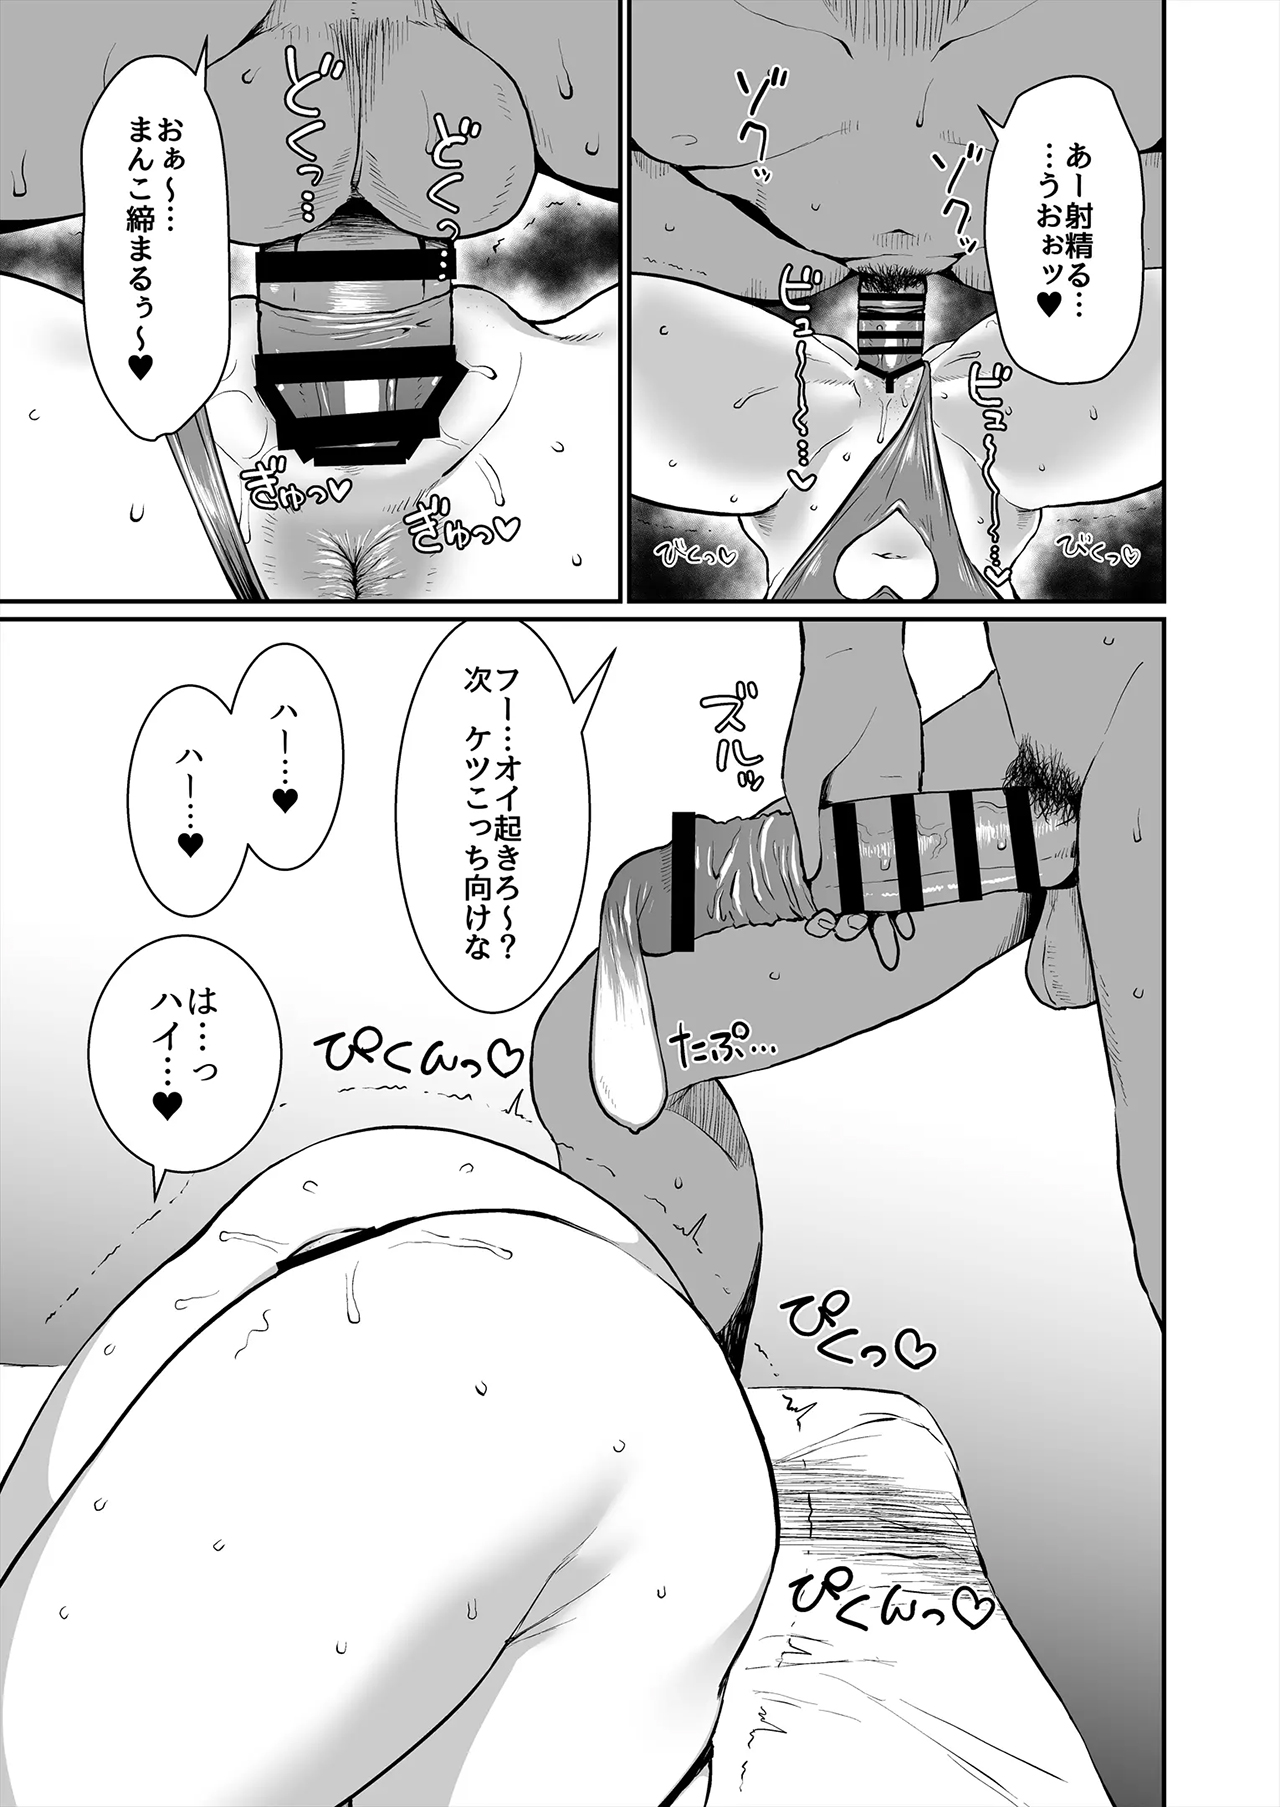 あー射精る…
…うおぉッ♥
ゾクッ
ゾクッ
ビュ～～…♡
ビュ～～…♡
びくっ♡
びくっ♡
おぁ～…
まんこ締まるぅ～♥
どくっ…
どくっ…
ぎゅっ♡
ぎゅっ♡
フー…オイ起きろ～？
次　ケツこっち向けな
ズルッ
たぷ…
ハー…♥
ハー…♥
は…っ
ハイ…♥
ぴくんっ♡
ぴくっ♡
ぴくんっ♡